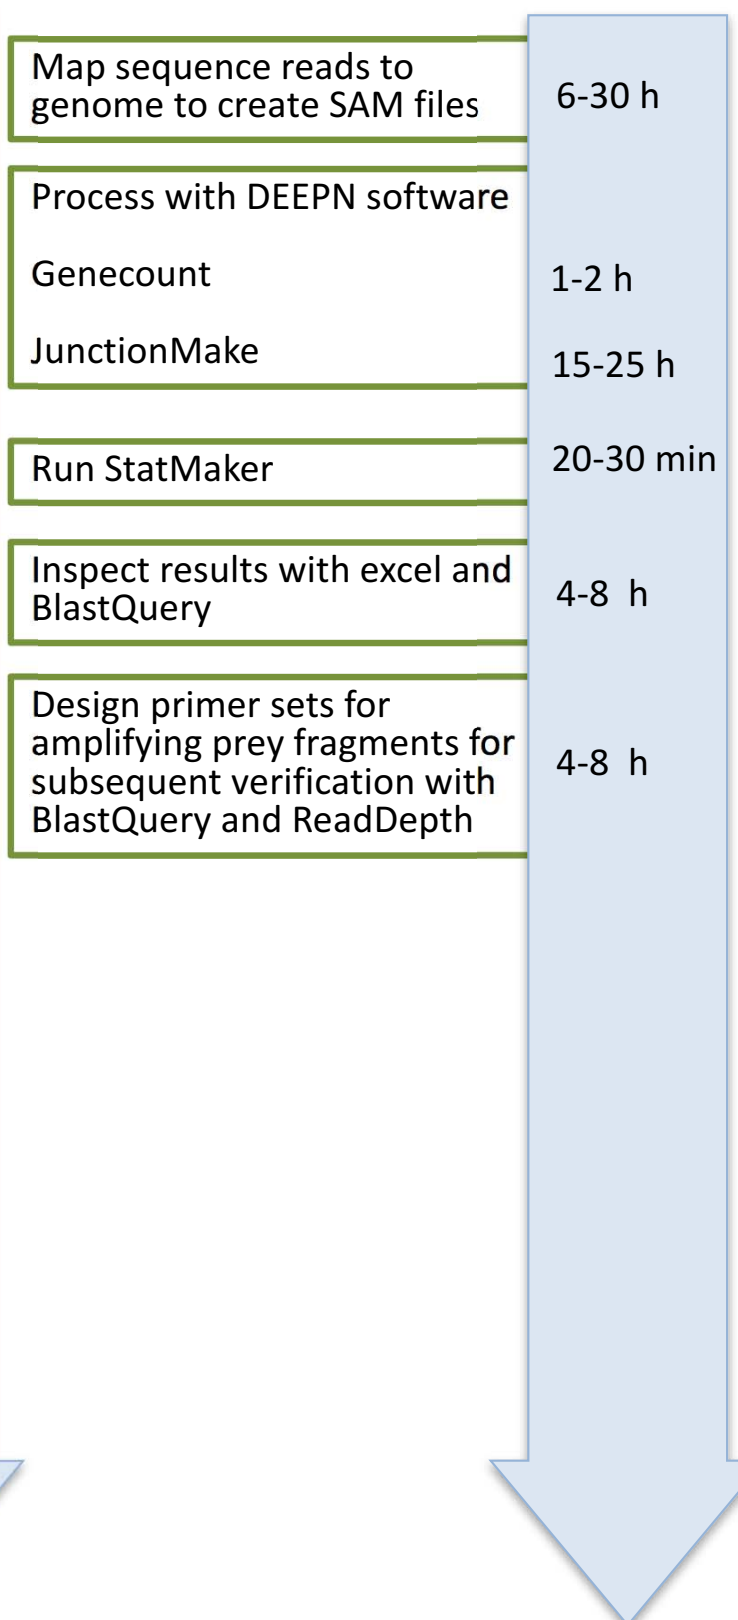 Map sequence reads to
genome to create SAM files
6-30 h
Process with DEEPN software
Genecount
1-2 h
JunctionMake
15-25 h
Run StatMaker
20-30 min
Inspect results with excel and
BlastQuery
4-8 h
Design primer sets for
amplifying prey fragments for
subsequent verification with
BlastQuery and ReadDepth
4-8 h